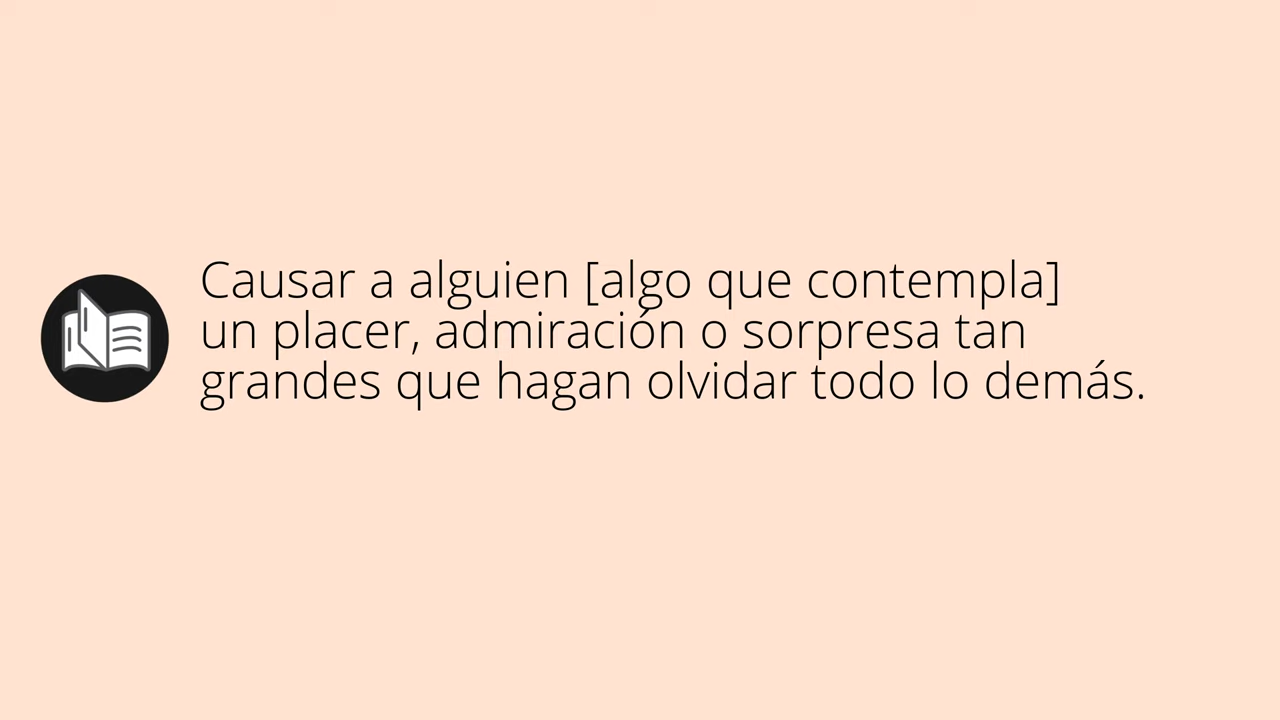 Causar a alguien [algo que contempla]
un placer, admiración o sorpresa tan
grandes que hagan olvidar todo lo demás.